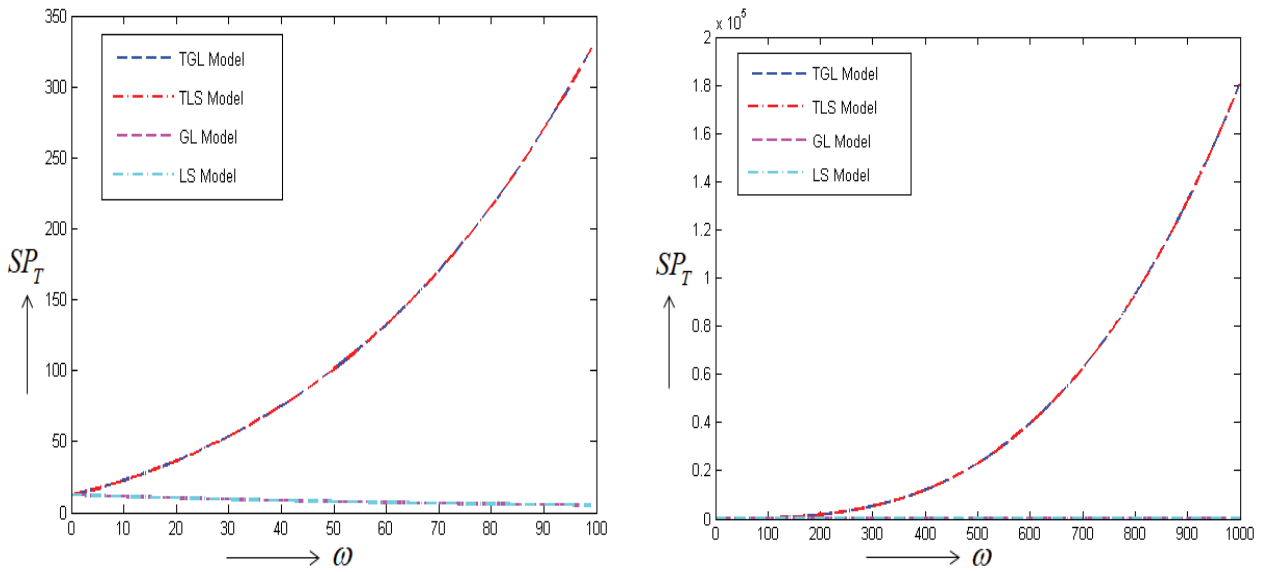 350
300
250
200
150
100
50
0
TGL Model
TLS Model
GL Model
LS Model
SP_T
0 10 20 30 40 50 60 70 80 90 100
ω
× 10^5
2
1.8
1.6
1.4
1.2
1
0.8
0.6
0.4
0.2
0
TGL Model
TLS Model
GL Model
LS Model
SP_T
0 100 200 300 400 500 600 700 800 900 1000
ω